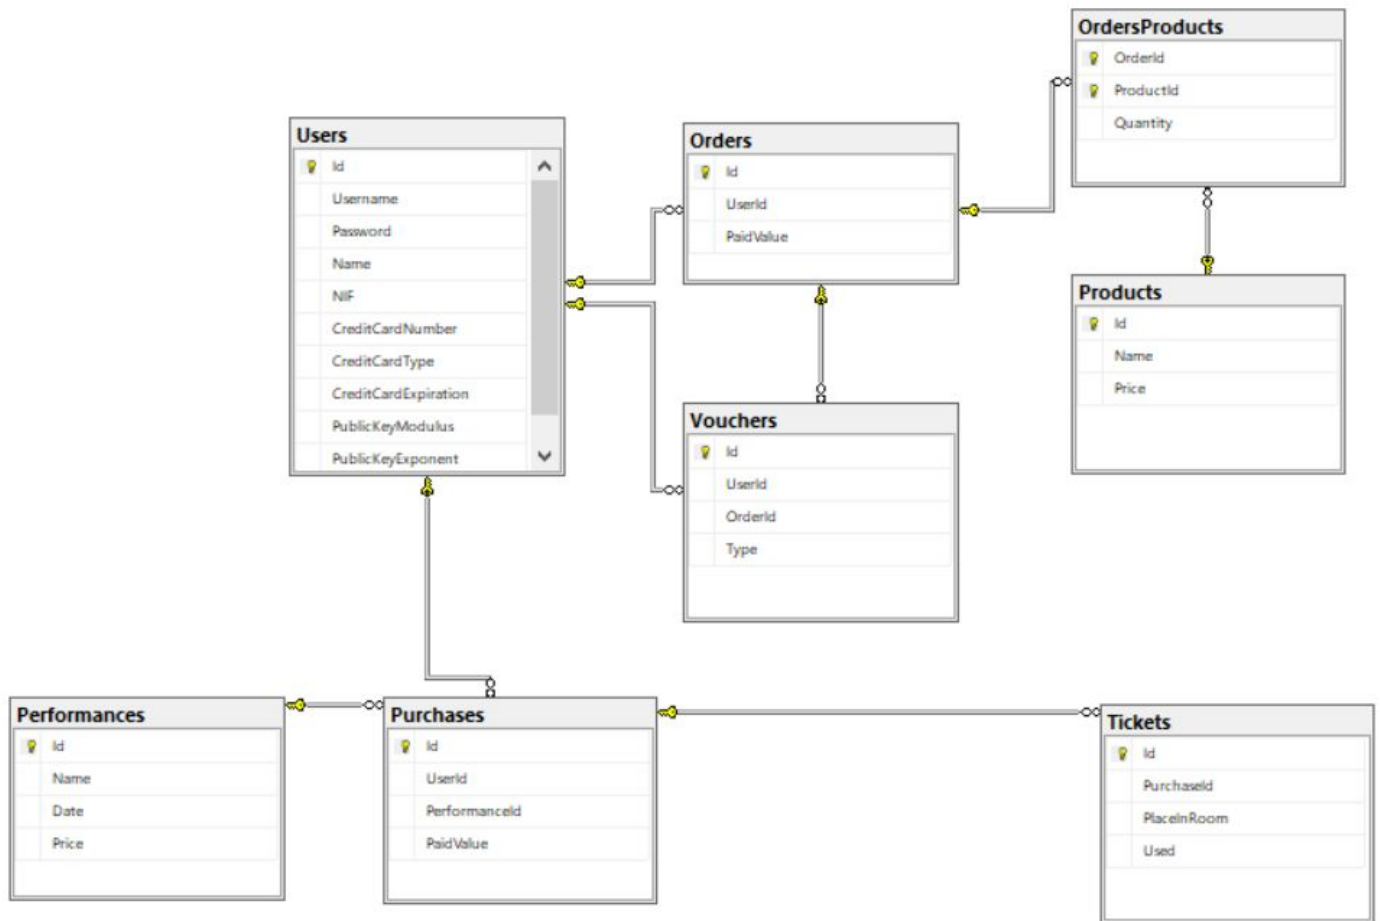 OrdersProducts
OrderId
ProductId
Quantity
Users
Id
Username
Password
Name
NIF
CreditCardNumber
CreditCardType
CreditCardExpiration
PublicKeyModulus
PublicKeyExponent
Orders
Id
UserId
PaidValue
Products
Id
Name
Price
Vouchers
Id
UserId
OrderId
Type
Performances
Id
Name
Date
Price
Purchases
Id
UserId
PerformanceId
PaidValue
Tickets
Id
PurchaseId
PlaceInRoom
Used